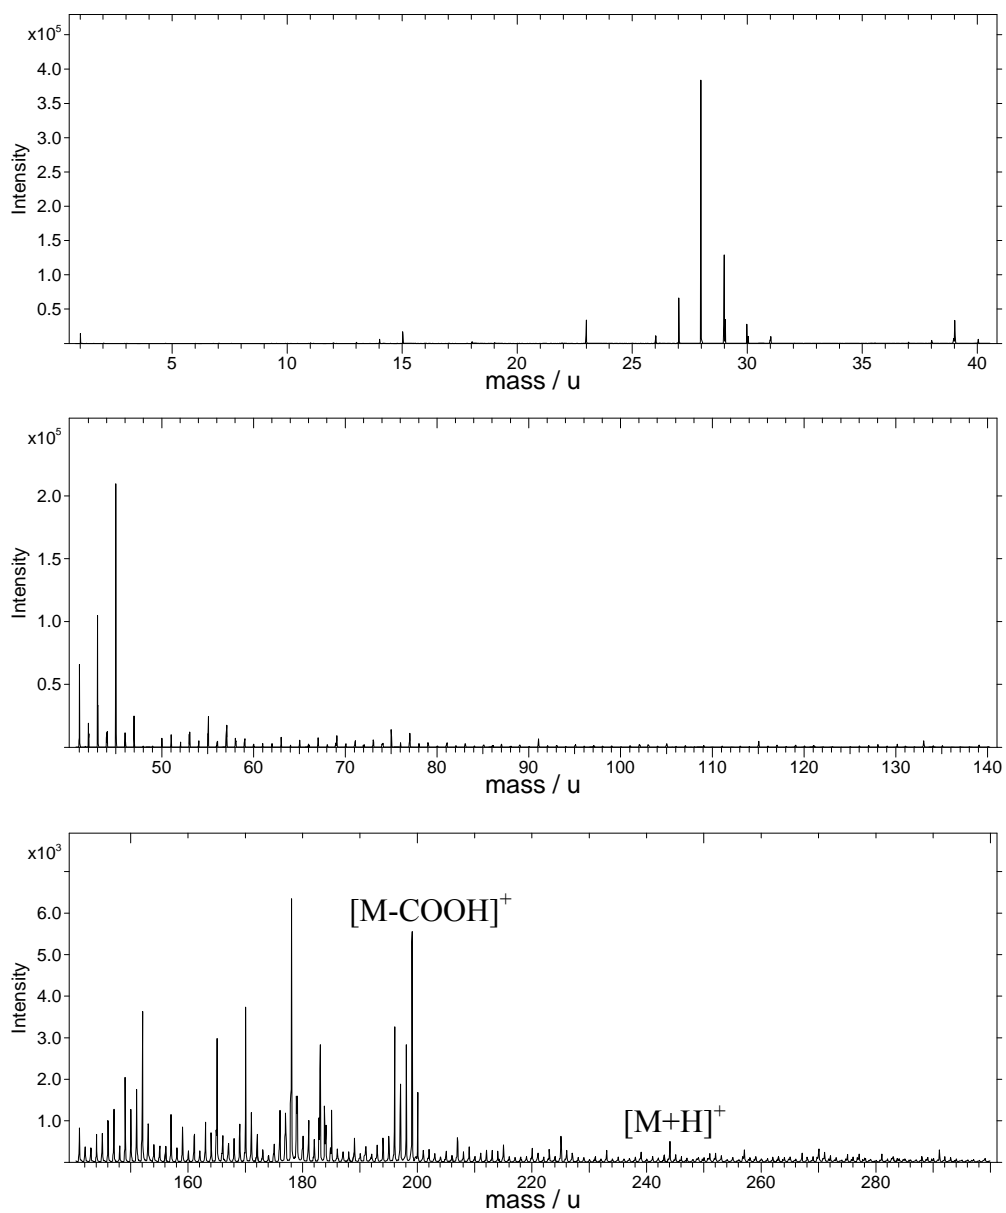 x10⁵
4.0
3.5
3.0
2.5
2.0
1.5
1.0
0.5
Intensity
5 10 15 20 25 30 35 40
mass / u
x10⁵
2.0
1.5
1.0
0.5
Intensity
50 60 70 80 90 100 110 120 130 140
mass / u
x10³
6.0
5.0
4.0
3.0
2.0
1.0
Intensity
[M-COOH]⁺
[M+H]⁺
160 180 200 220 240 260 280
mass / u